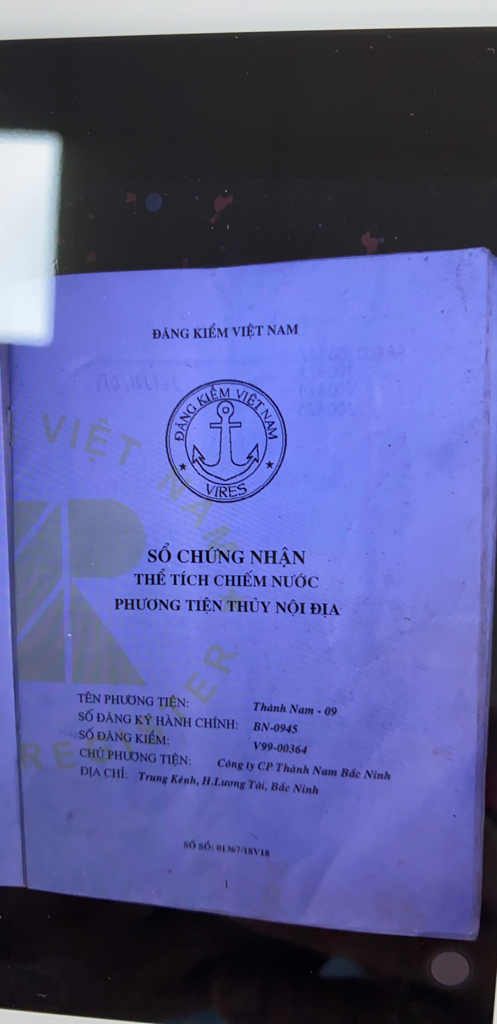 ĐĂNG KIỂM VIỆT NAM
ĐĂNG KIỂM VIỆT NAM
VIRES
VIỆT NAM
REGISTER
SỔ CHỨNG NHẬN
THỂ TÍCH CHIẾM NƯỚC
PHƯƠNG TIỆN THỦY NỘI ĐỊA
TÊN PHƯƠNG TIỆN: Thành Nam - 09
SỐ ĐĂNG KÝ HÀNH CHÍNH: BN-0945
SỐ ĐĂNG KIỂM: V99-00364
CHỦ PHƯƠNG TIỆN: Công ty CP Thành Nam Bắc Ninh
ĐỊA CHỈ: Trung Kênh, H.Lương Tài, Bắc Ninh
SỐ SỔ: 01367/18V18
1